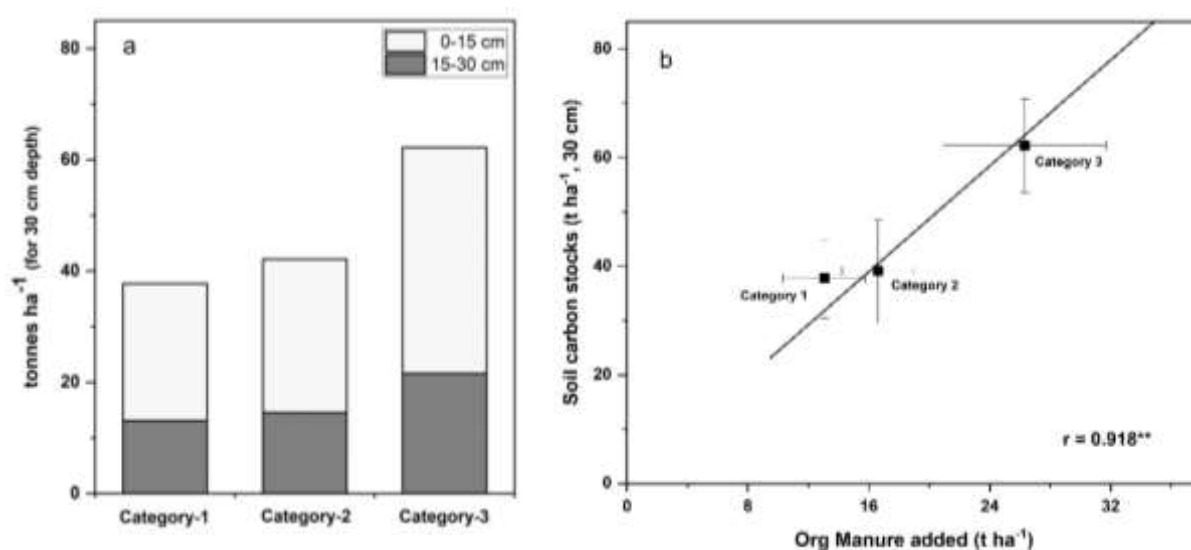 a
0-15 cm
15-30 cm
80
60
40
20
0
tonnes ha⁻¹ (for 30 cm depth)
Category-1
Category-2
Category-3
b
80
60
40
20
0
Soil carbon stocks (t ha⁻¹, 30 cm)
Category 3
Category 1
Category 2
r = 0.918**
0
8
16
24
32
Org Manure added (t ha⁻¹)